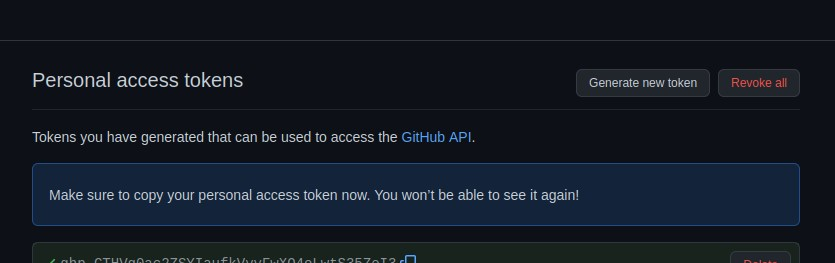 Personal access tokens
Generate new token
Revoke all
Tokens you have generated that can be used to access the GitHub API.
Make sure to copy your personal access token now. You won't be able to see it again!
Delete